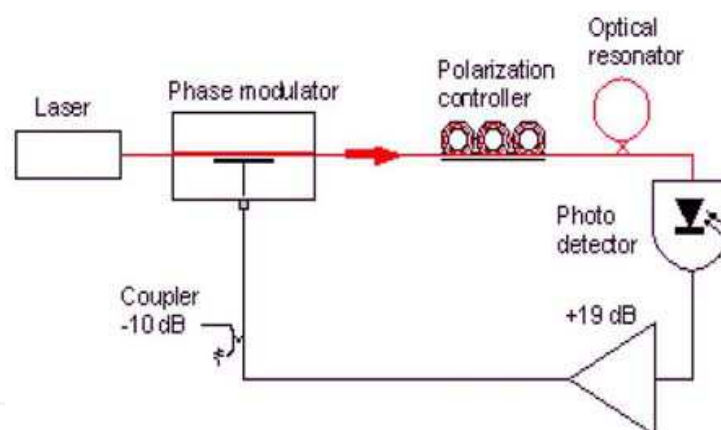 Optical
resonator
Polarization
controller
Phase modulator
Laser
Photo
detector
Coupler
-10 dB
+19 dB